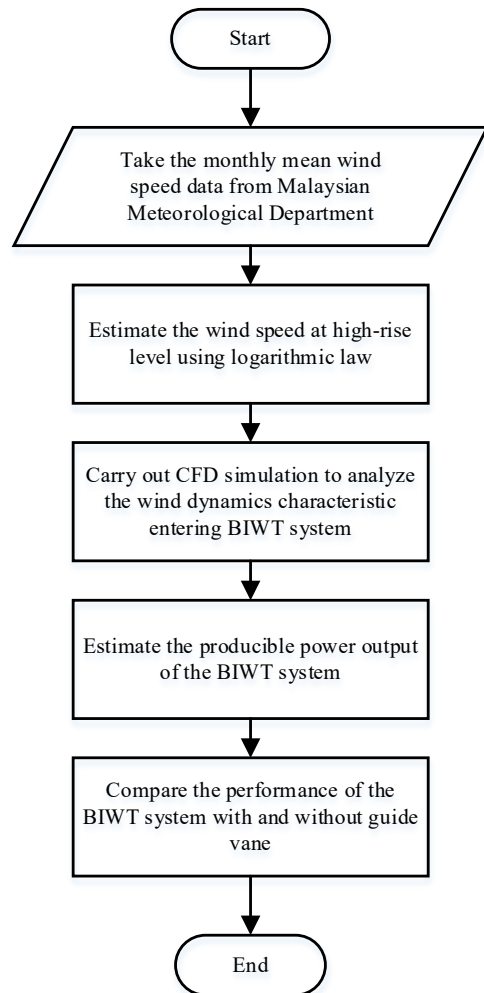 Start
Take the monthly mean wind
speed data from Malaysian
Meteorological Department
Estimate the wind speed at high-rise
level using logarithmic law
Carry out CFD simulation to analyze
the wind dynamics characteristic
entering BIWT system
Estimate the producible power output
of the BIWT system
Compare the performance of the
BIWT system with and without guide
vane
End